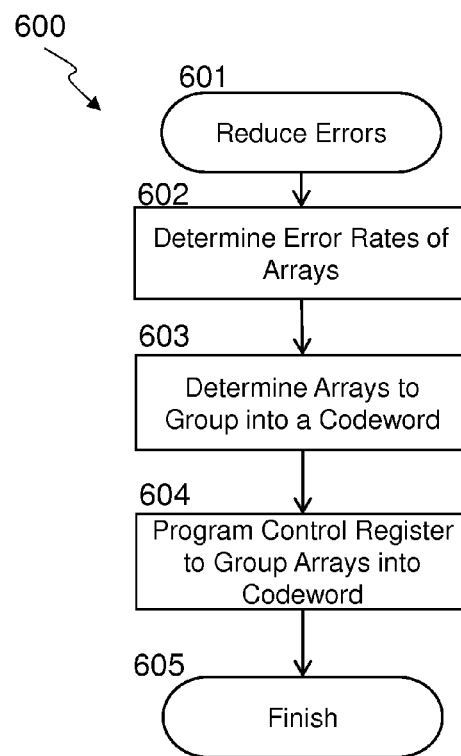 600
601
Reduce Errors
602
Determine Error Rates of
Arrays
603
Determine Arrays to
Group into a Codeword
604
Program Control Register
to Group Arrays into
Codeword
605
Finish